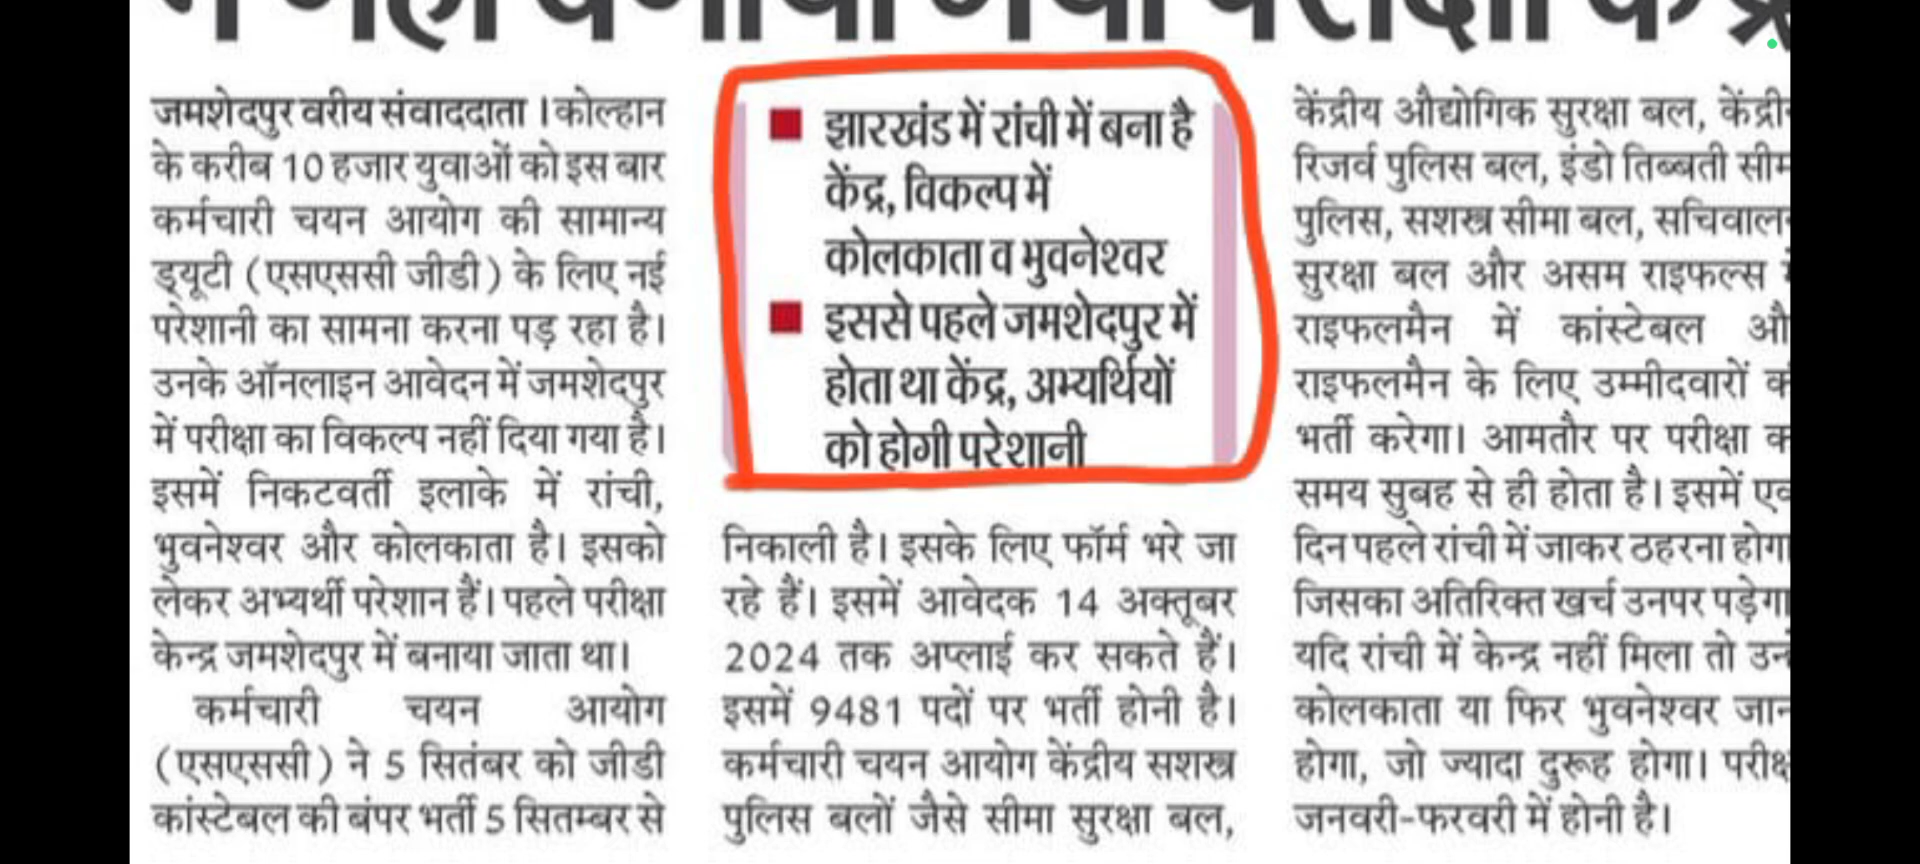 जमशेदपुर वरीय संवाददाता । कोल्हान
के करीब 10 हजार युवाओं को इस बार
कर्मचारी चयन आयोग की सामान्य
ड्यूटी (एसएससी जीडी) के लिए नई
परेशानी का सामना करना पड़ रहा है।
उनके ऑनलाइन आवेदन में जमशेदपुर
में परीक्षा का विकल्प नहीं दिया गया है।
इसमें निकटवर्ती इलाके में रांची,
भुवनेश्वर और कोलकाता है। इसको
लेकर अभ्यर्थी परेशान हैं। पहले परीक्षा
केन्द्र जमशेदपुर में बनाया जाता था।
कर्मचारी चयन आयोग
(एसएससी) ने 5 सितंबर को जीडी
कांस्टेबल की बंपर भर्ती 5 सितम्बर से
झारखंड में रांची में बना है
केंद्र, विकल्प में
कोलकाता व भुवनेश्वर
इससे पहले जमशेदपुर में
होता था केंद्र, अभ्यर्थियों
को होगी परेशानी
निकाली है। इसके लिए फॉर्म भरे जा
रहे हैं। इसमें आवेदक 14 अक्तूबर
2024 तक अप्लाई कर सकते हैं।
इसमें 9481 पदों पर भर्ती होनी है।
कर्मचारी चयन आयोग केंद्रीय सशस्त्र
पुलिस बलों जैसे सीमा सुरक्षा बल,
केंद्रीय औद्योगिक सुरक्षा बल,
रिजर्व पुलिस बल, इंडो तिब्बती
पुलिस, सशस्त्र सीमा बल,
सुरक्षा बल और असम राइफल्स
राइफलमैन में कांस्टेबल
राइफलमैन के लिए उम्मीदवारों
भर्ती करेगा। आमतौर पर परीक्षा
समय सुबह से ही होता है। इसमें
दिन पहले रांची में जाकर ठहरना होगा
जिसका अतिरिक्त खर्च उनपर पड़ेगा
यदि रांची में केन्द्र नहीं मिला तो
कोलकाता या फिर भुवनेश्वर
होगा, जो ज्यादा दुरूह होगा।
जनवरी-फरवरी में होनी है।